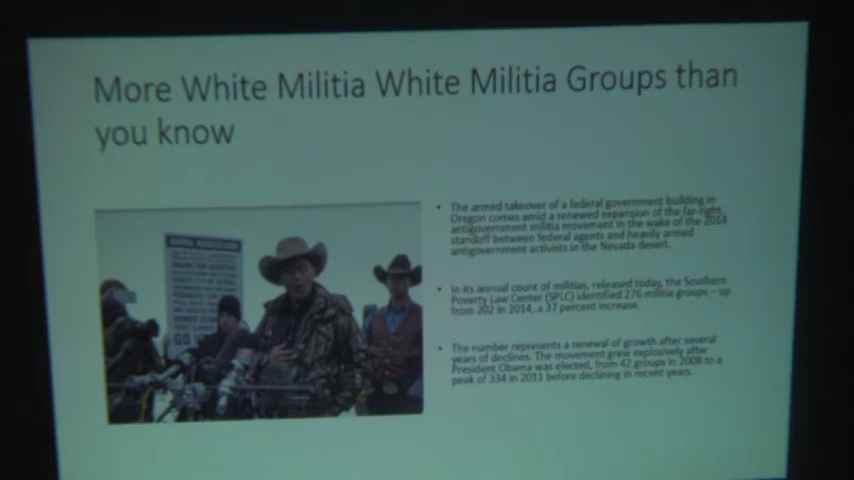 More White Militia White Militia Groups than
you know
• The armed takeover of a federal government building in
Oregon comes amid a renewed expansion of the far-right,
antigovernment militia movement in the wake of the 2014
standoff between federal agents and heavily armed
antigovernment activists in the Nevada desert.
• In its annual count of militias, released today, the Southern
Poverty Law Center (SPLC) identified 276 militia groups – up
from 202 in 2014, a 37 percent increase.
• The number represents a renewal of growth after several
years of declines. The movement grew explosively after
President Obama was elected, from 42 groups in 2008 to a
peak of 334 in 2011 before declining in recent years.
GO